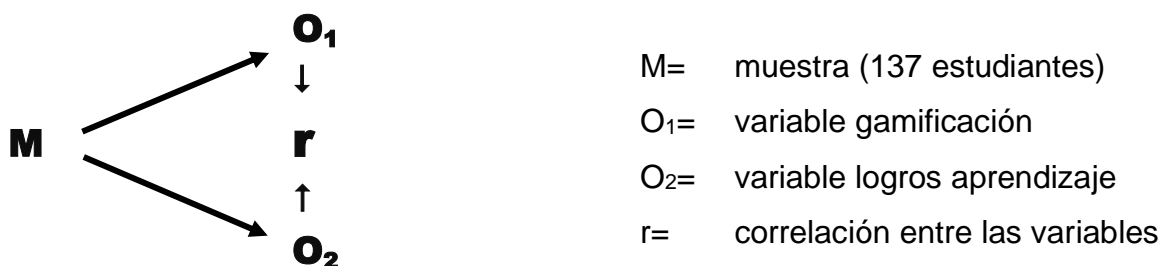 O₁
↓
M r
↑
O₂
M= muestra (137 estudiantes)
O₁= variable gamificación
O₂= variable logros aprendizaje
r= correlación entre las variables